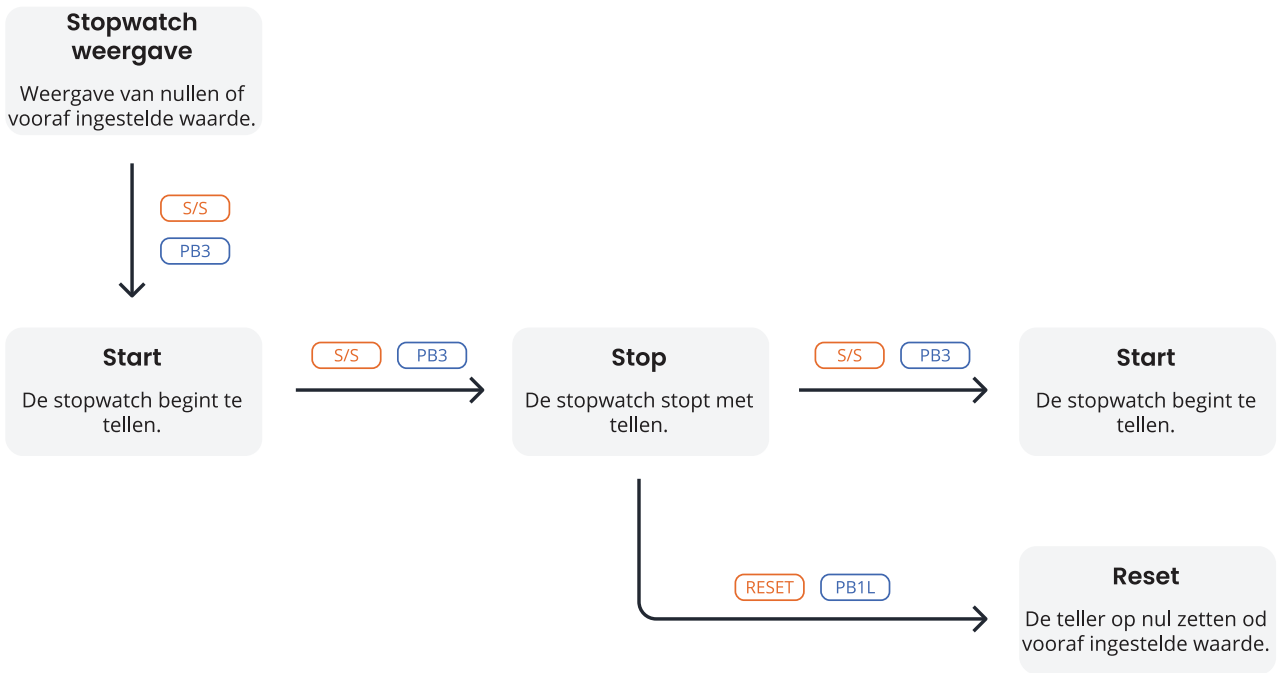 Stopwatch
weergave
Weergave van nullen of
vooraf ingestelde waarde.
S/S
PB3
Start
De stopwatch begint te
tellen.
S/S PB3
Stop
De stopwatch stopt met
tellen.
S/S PB3
Start
De stopwatch begint te
tellen.
RESET PB1L
Reset
De teller op nul zetten od
vooraf ingestelde waarde.